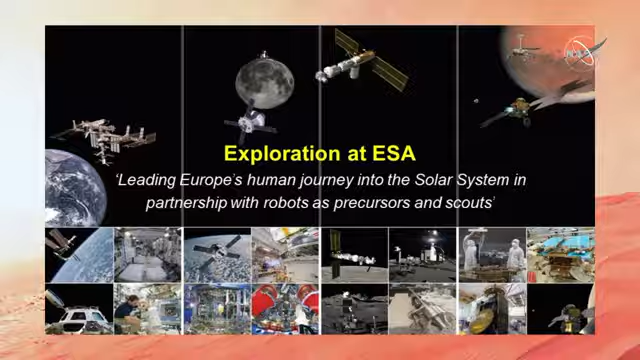 NASA
Exploration at ESA
‘Leading Europe's human journey into the Solar System in
partnership with robots as precursors and scouts’